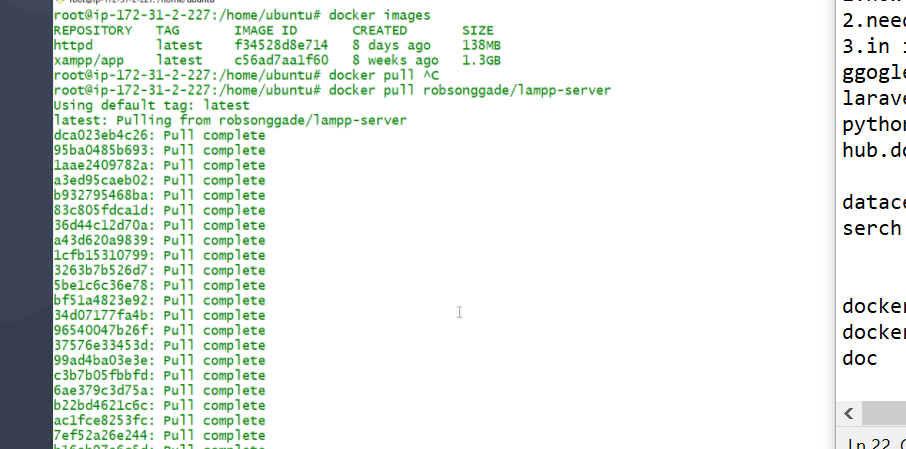 root@ip-172-31-2-227:/home/ubuntu# docker images
REPOSITORY TAG IMAGE ID CREATED SIZE
httpd latest f34528d8e714 8 days ago 138MB
xampp/app latest c56ad7aa1f60 8 weeks ago 1.3GB
root@ip-172-31-2-227:/home/ubuntu# docker pull ^C
root@ip-172-31-2-227:/home/ubuntu# docker pull robsonggade/lampp-server
Using default tag: latest
latest: Pulling from robsonggade/lampp-server
dca023eb4c26: Pull complete
95ba0485b693: Pull complete
1aae2409782a: Pull complete
a3ed95caeb02: Pull complete
b932795468ba: Pull complete
83c805fdca1d: Pull complete
36d44c12d70a: Pull complete
a43d620a9839: Pull complete
1cfb15310799: Pull complete
3263b7b526d7: Pull complete
5be1c6c36e78: Pull complete
bf51a4823e92: Pull complete
34d07177fa4b: Pull complete
96540047b26f: Pull complete
37576e33453d: Pull complete
99ad4ba03e3e: Pull complete
c3b7b05fbbfd: Pull complete
6ae379c3d75a: Pull complete
b22bd4621c6c: Pull complete
ac1fce8253fc: Pull complete
7ef52a26e244: Pull complete
2.need
3.in
ggogle
larave
python
hub.do
datace
serch
docker
docker
doc
Ln 22,